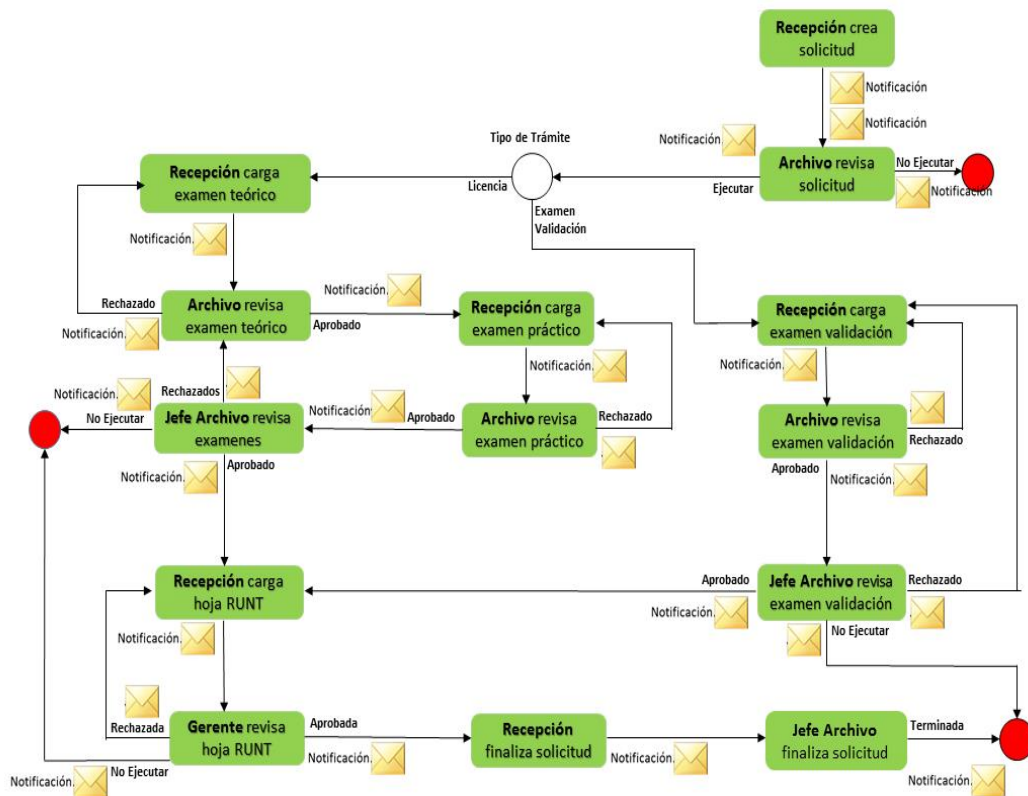 Recepción crea
solicitud
Notificación
Notificación
Notificación.
Tipo de Trámite
Archivo revisa
solicitud
No Ejecutar
Notificación
Ejecutar
Licencia
Examen
Validación
Recepción carga
examen teórico
Notificación.
Archivo revisa
examen teórico
Rechazado
Notificación.
Aprobado
Notificación.
Recepción carga
examen práctico
Notificación.
Archivo revisa
examen práctico
Rechazado
Aprobado
Notificación.
Recepción carga
examen validación
Notificación.
Archivo revisa
examen validación
Rechazado
Aprobado
Notificación.
Rechazados
Notificación.
Jefe Archivo revisa
examenes
No Ejecutar
Aprobado
Notificación.
Recepción carga
hoja RUNT
Notificación.
Aprobado
Notificación.
Jefe Archivo revisa
examen validación
Rechazado
No Ejecutar
Rechazada
Gerente revisa
hoja RUNT
Aprobada
Notificación.
No Ejecutar
Notificación.
Recepción
finaliza solicitud
Notificación.
Jefe Archivo
finaliza solicitud
Terminada
Notificación.